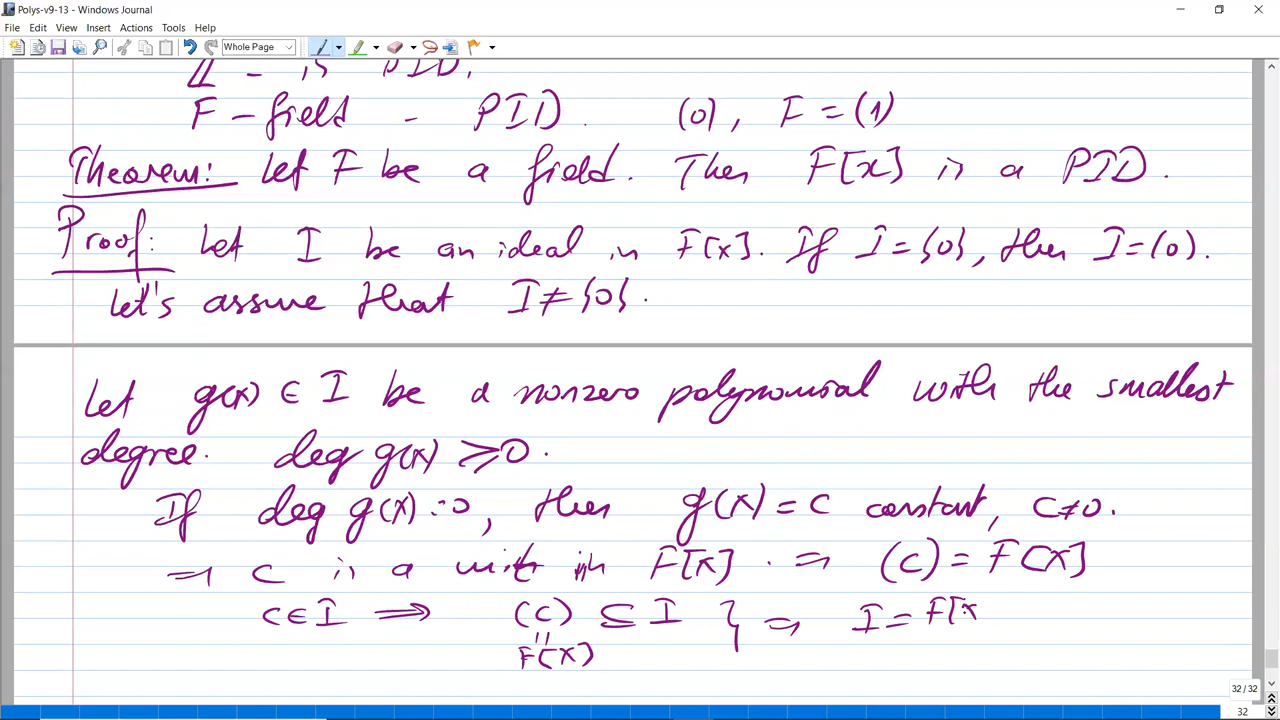 Polys-v9-13 - Windows Journal
File Edit View Insert Actions Tools Help
Whole Page
Z - is PID.
F - field - PID. (0), F = (1)
Theorem: Let F be a field. Then F[x] is a PID.
Proof: Let I be an ideal in F[x]. If I = {0}, then I = (0).
Let's assume that I ≠ {0}.
Let g(x) ∈ I be a nonzero polynomial with the smallest
degree. deg g(x) ⩾ 0.
If deg g(x) = 0, then g(x) = c constant, c ≠ 0.
⇒ c is a unit in F[x]. ⇒ (c) = F[x]
c ∈ I ⟹ (c) ⊆ I } ⇒ I = F[x
"
F[x]
32 / 32
32